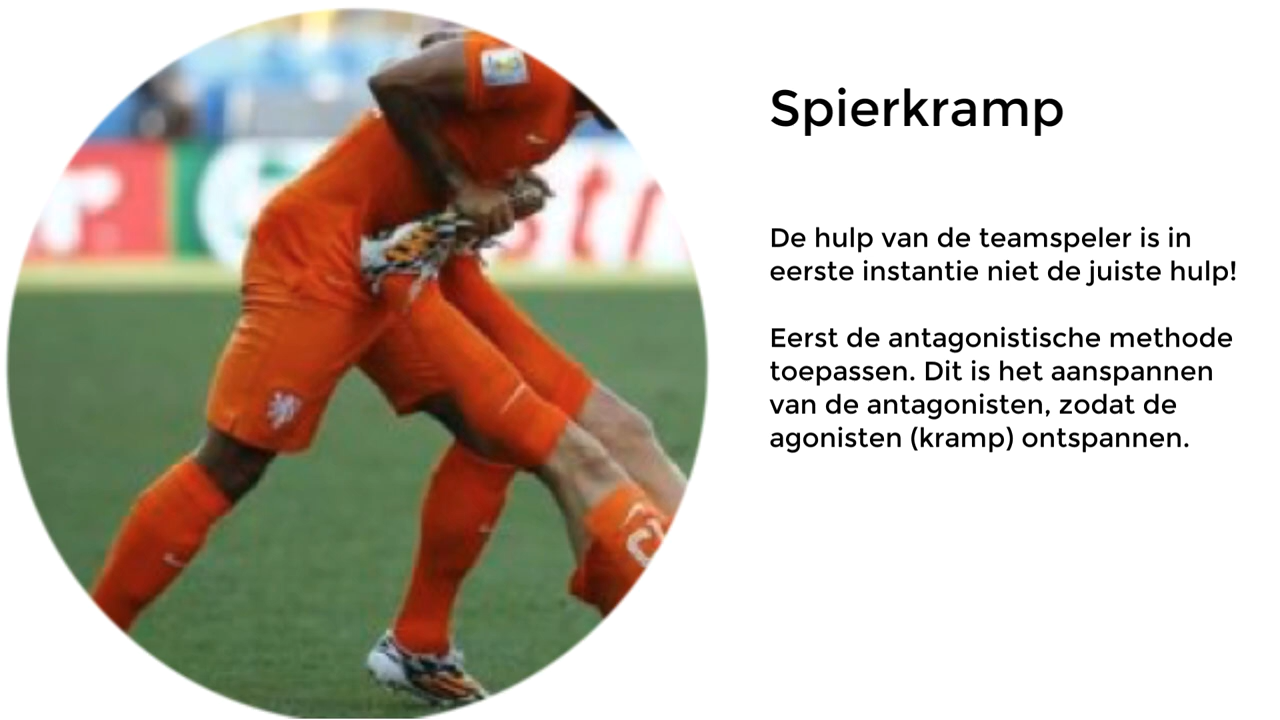 Spierkramp
De hulp van de teamspeler is in
eerste instantie niet de juiste hulp!
Eerst de antagonistische methode
toepassen. Dit is het aanspannen
van de antagonisten, zodat de
agonisten (kramp) ontspannen.